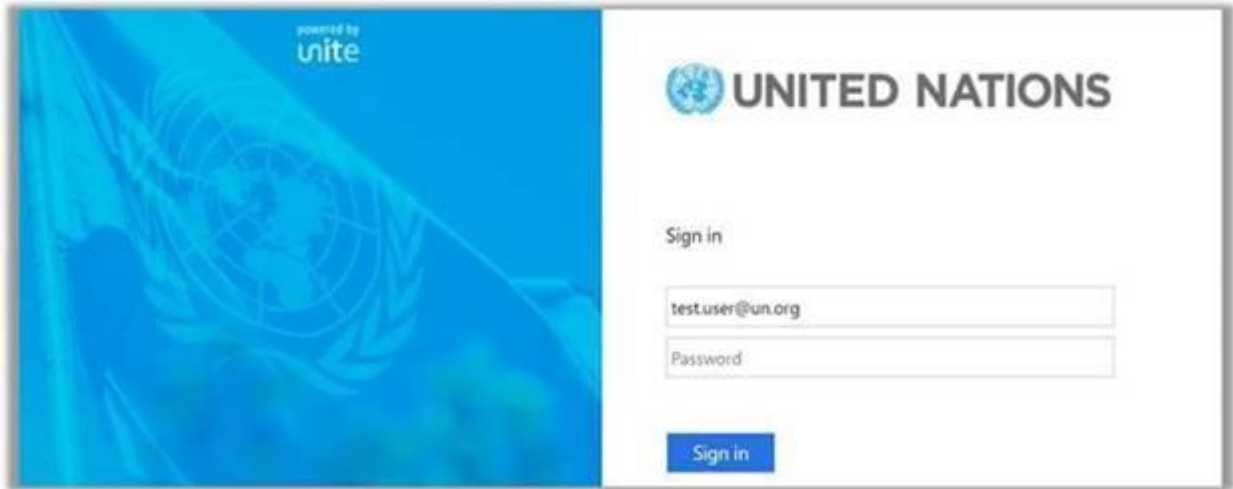 powered by
unite
UNITED NATIONS
Sign in
test.user@un.org
Password
Sign in